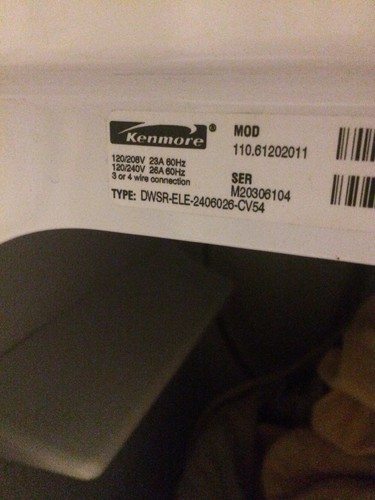 Kenmore®
120/208V 23A 60Hz
120/240V 26A 60Hz
3 or 4 wire connection
TYPE: DWSR-ELE-2406026-CV54
MOD
110.61202011
SER
M20306104